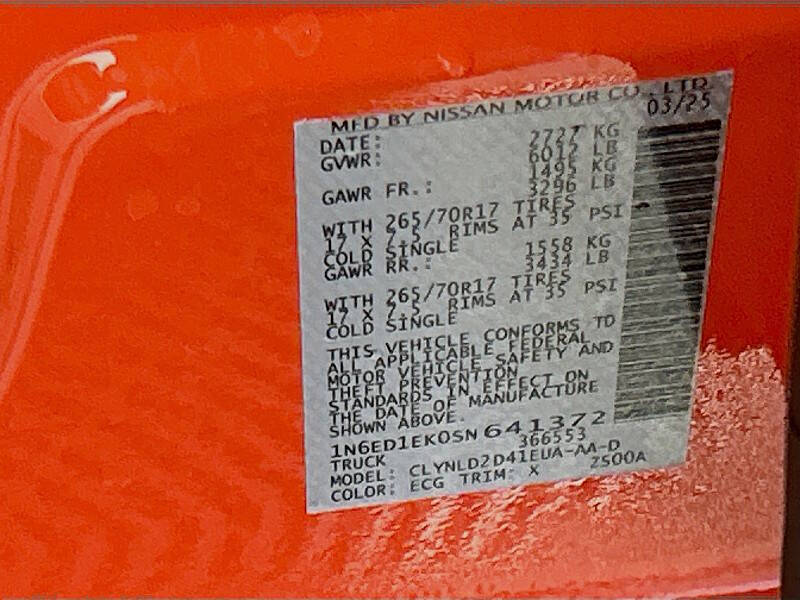 MFD BY NISSAN MOTOR CO., LTD.
DATE: 03/25
GVWR: 2727 KG
6012 LB
GAWR FR.: 1495 KG
3296 LB
WITH 265/70R17 TIRES
17 X 7.5 RIMS AT 35 PSI
COLD SINGLE
GAWR RR.: 1558 KG
3434 LB
WITH 265/70R17 TIRES
17 X 7.5 RIMS AT 35 PSI
COLD SINGLE
THIS VEHICLE CONFORMS TO
ALL APPLICABLE FEDERAL
MOTOR VEHICLE SAFETY AND
THEFT PREVENTION
STANDARDS IN EFFECT ON
THE DATE OF MANUFACTURE
SHOWN ABOVE.
1N6ED1EK0SN641372
TRUCK 366553
MODEL: CLYNLD2D41EUA-AA-D
COLOR: ECG TRIM: X 2S00A